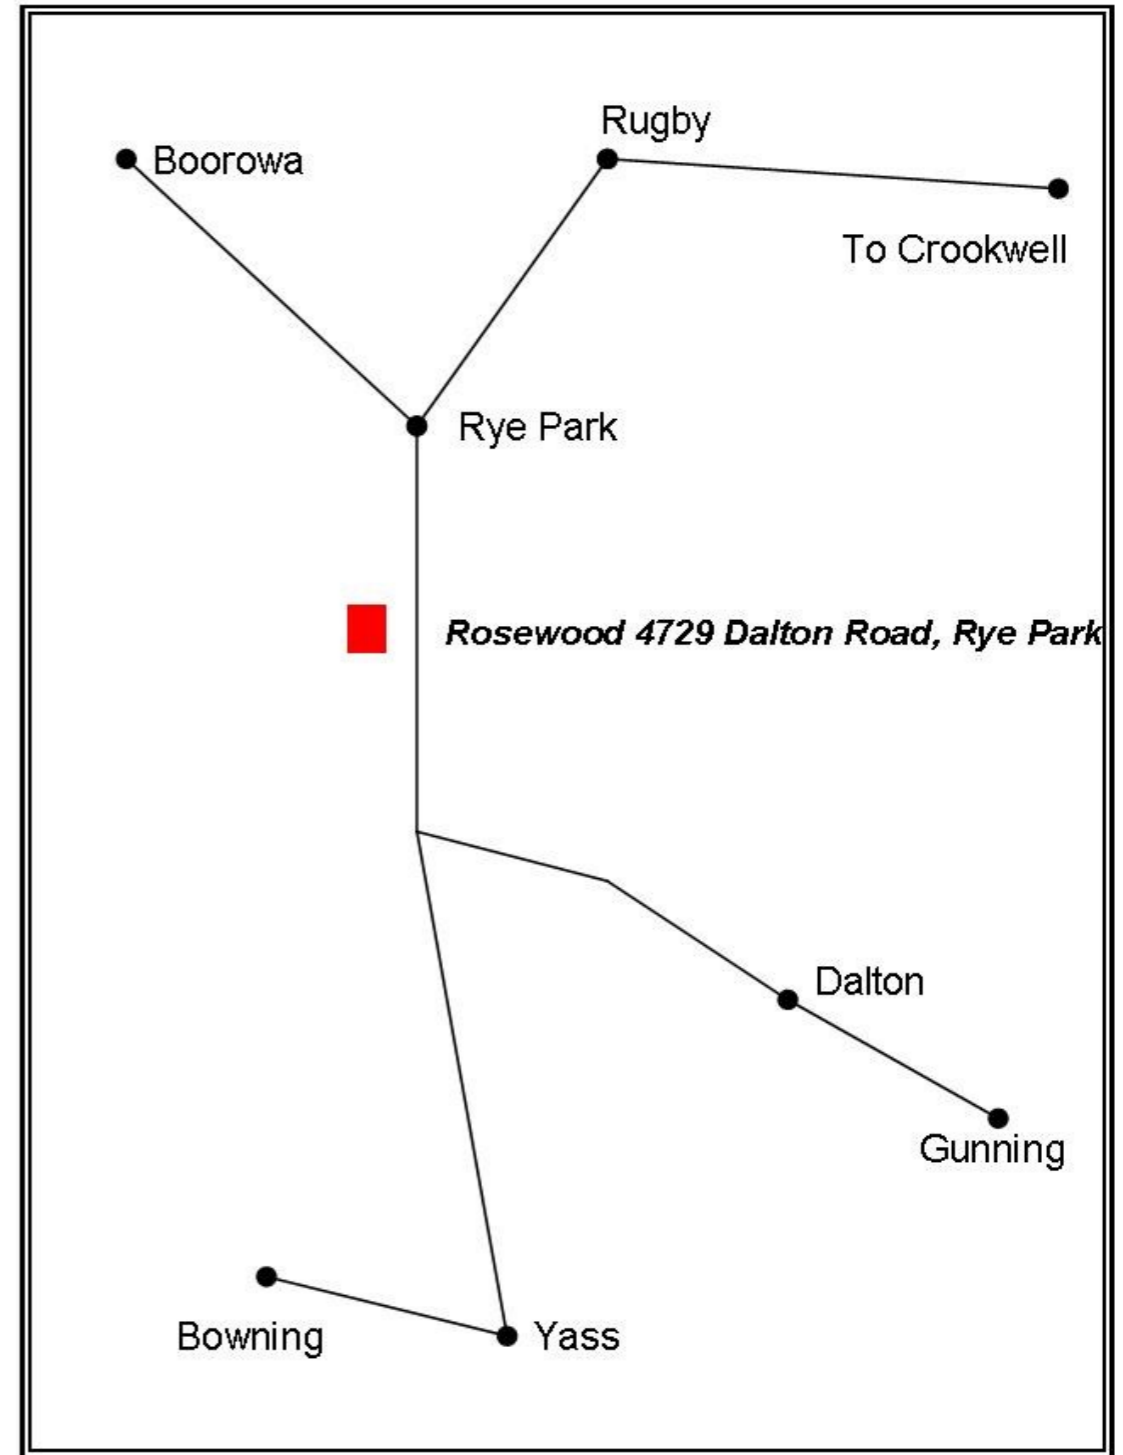 Rugby
Boorowa
To Crookwell
Rye Park
Rosewood 4729 Dalton Road, Rye Park
Dalton
Gunning
Bowning
Yass